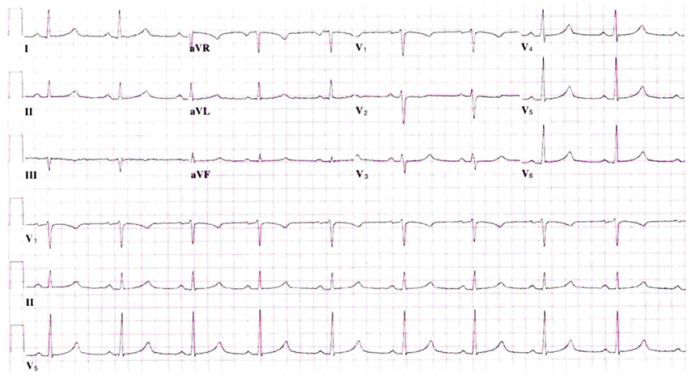 I aVR V1 V4
II aVL V2 V5
III aVF V3 V6
V1
II
V5